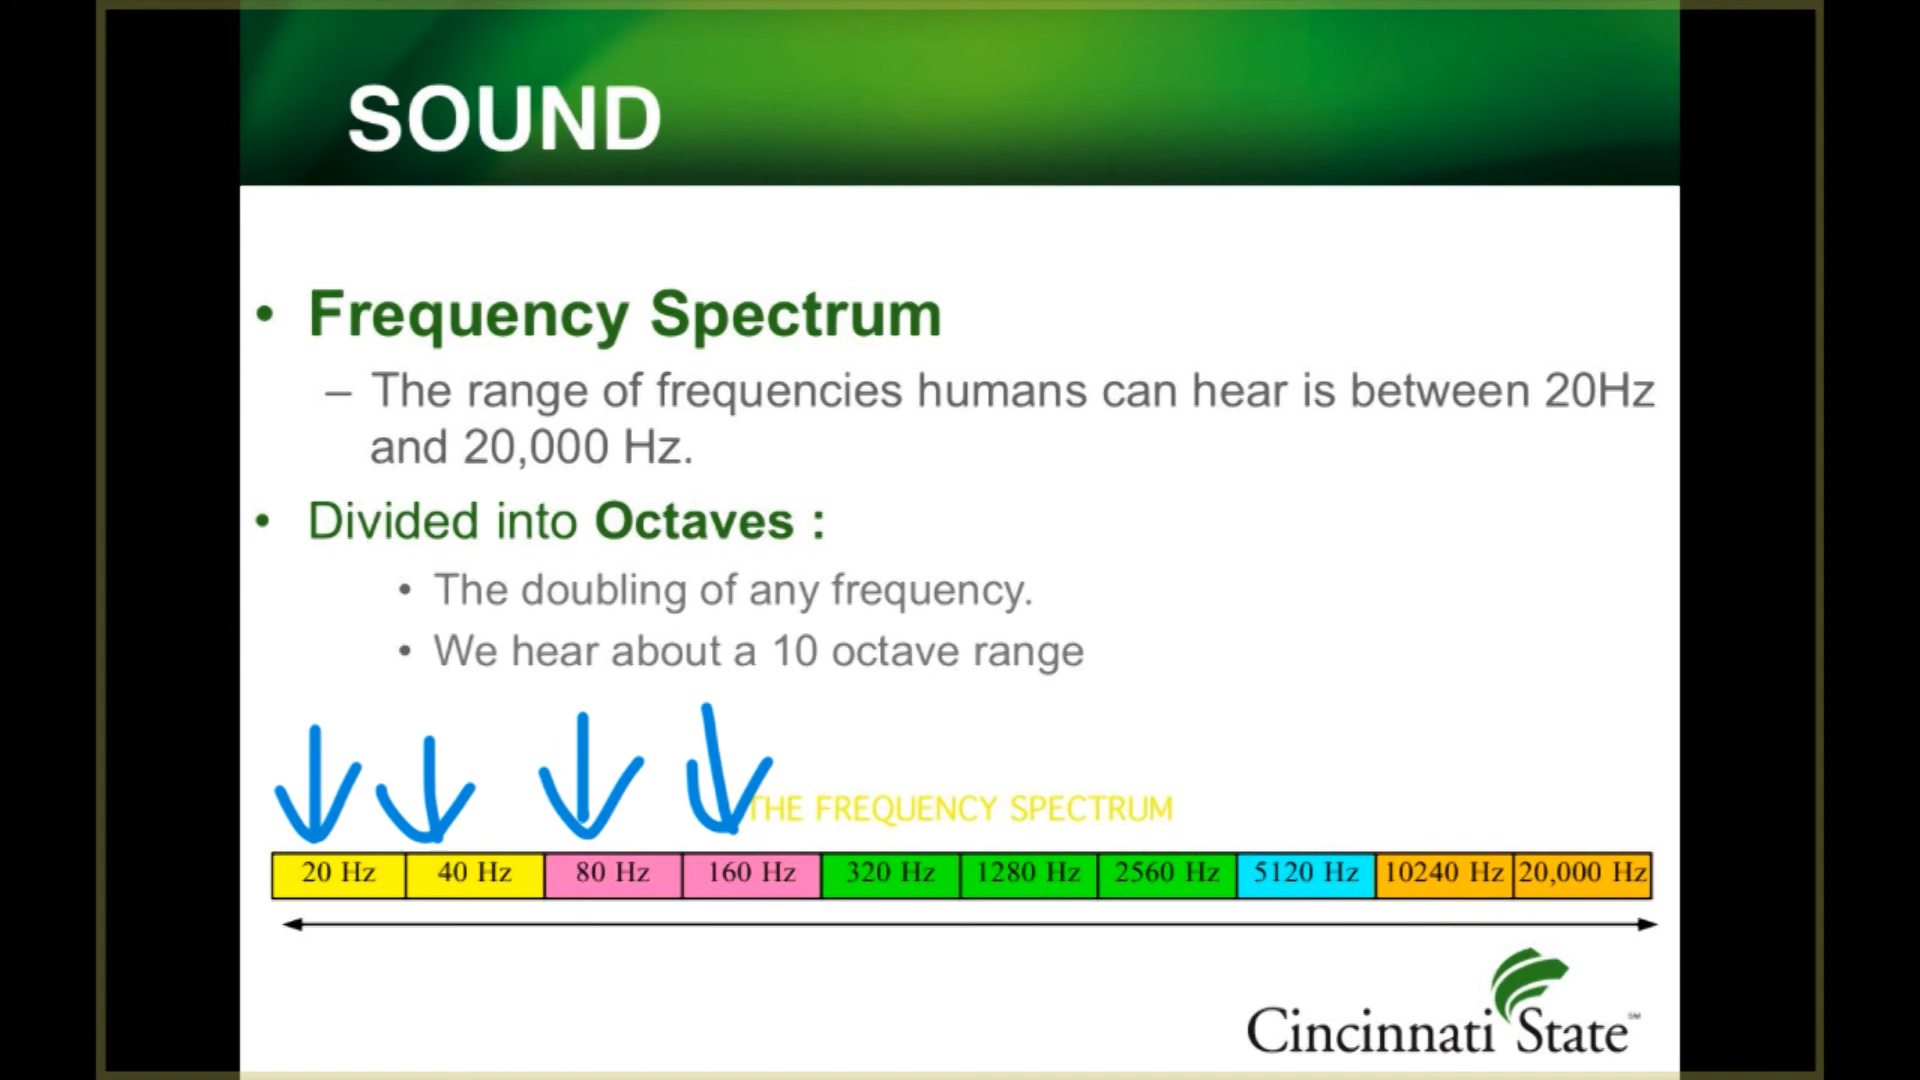 SOUND
• Frequency Spectrum
– The range of frequencies humans can hear is between 20Hz
and 20,000 Hz.
• Divided into Octaves :
• The doubling of any frequency.
• We hear about a 10 octave range
THE FREQUENCY SPECTRUM
20 Hz 40 Hz 80 Hz 160 Hz 320 Hz 1280 Hz 2560 Hz 5120 Hz 10240 Hz 20,000 Hz
Cincinnati State℠